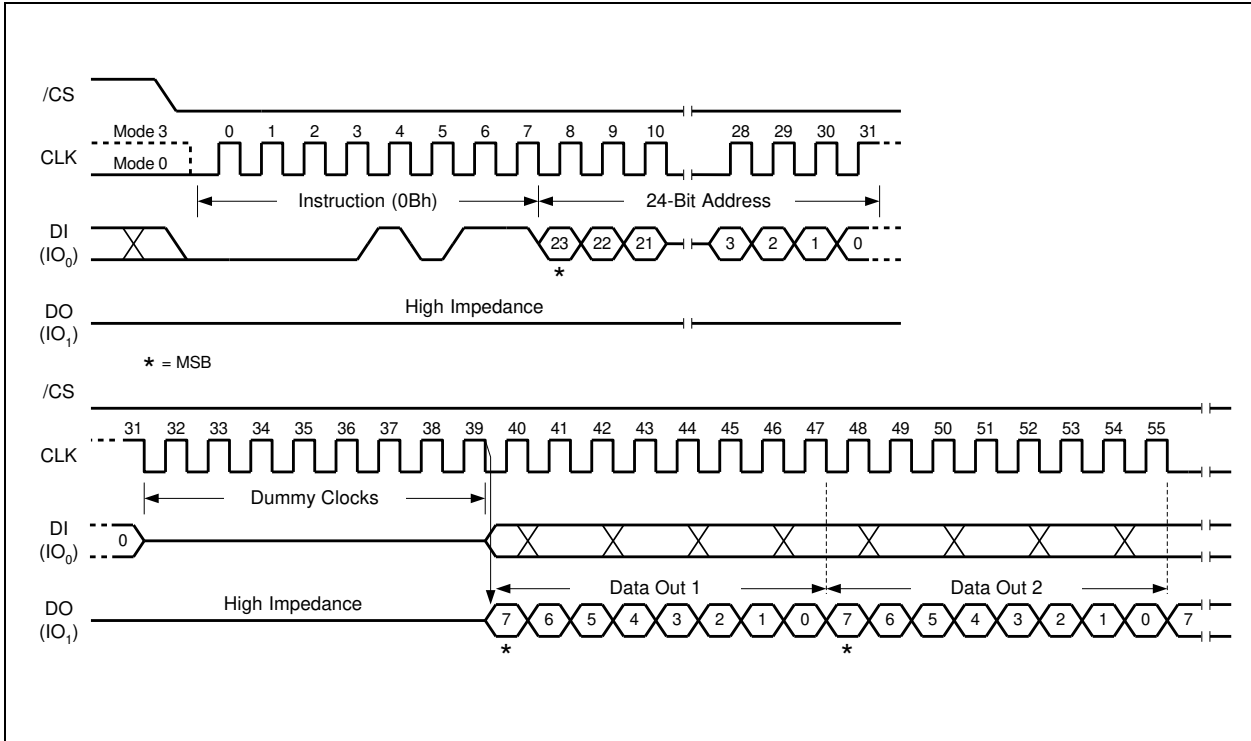 /CS
Mode 3 0 1 2 3 4 5 6 7 8 9 10 28 29 30 31
CLK
Mode 0
Instruction (0Bh) 24-Bit Address
DI
(IO0) 23 22 21 3 2 1 0
*
High Impedance
DO
(IO1)
* = MSB
/CS
31 32 33 34 35 36 37 38 39 40 41 42 43 44 45 46 47 48 49 50 51 52 53 54 55
CLK
Dummy Clocks
DI
(IO0) 0
Data Out 1 Data Out 2
High Impedance
DO
(IO1) 7 6 5 4 3 2 1 0 7 6 5 4 3 2 1 0 7
* *